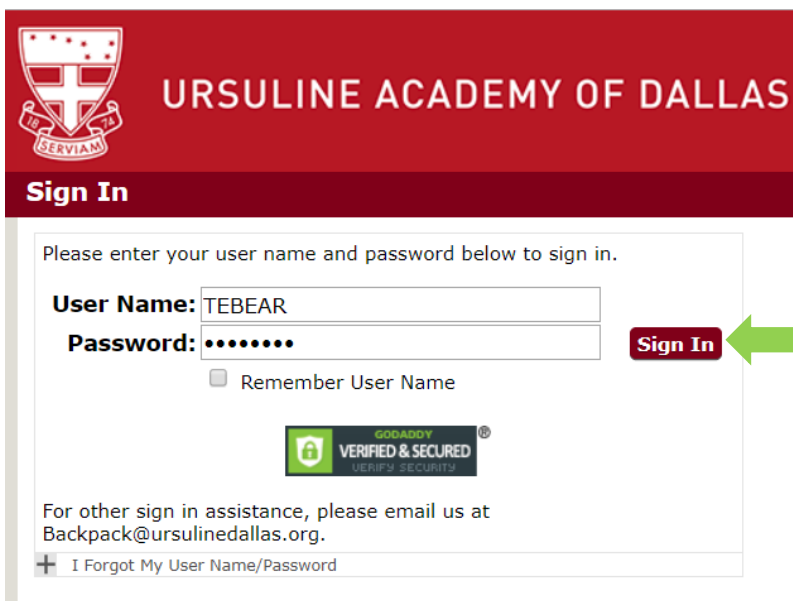 18 74
SERVIAM
URSULINE ACADEMY OF DALLAS
Sign In
Please enter your user name and password below to sign in.
User Name: TEBEAR
Password: ••••••••
Sign In
Remember User Name
GODADDY
VERIFIED & SECURED
VERIFY SECURITY
®
For other sign in assistance, please email us at
Backpack@ursulinedallas.org.
+ I Forgot My User Name/Password